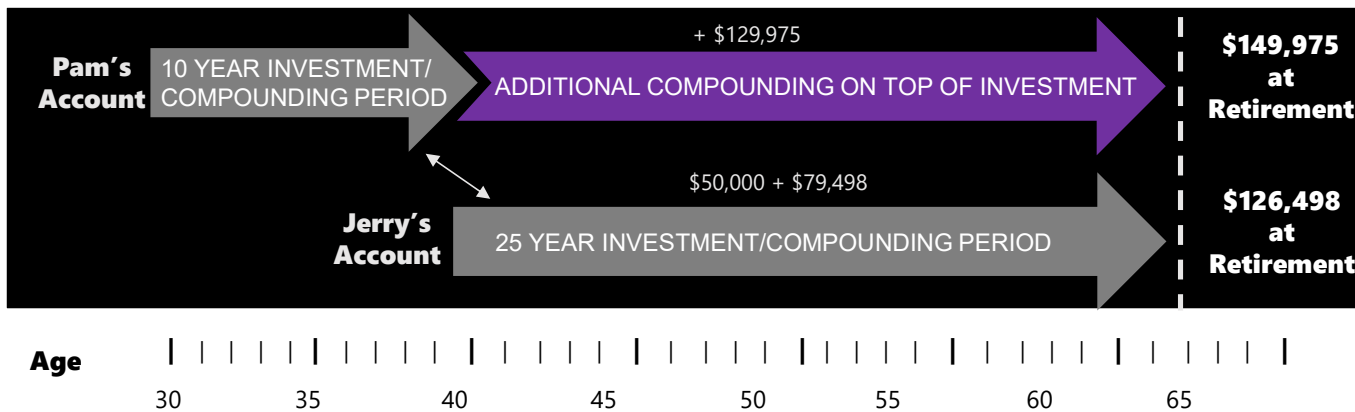 + $129,975
Pam's
Account
10 YEAR INVESTMENT/
COMPOUNDING PERIOD
ADDITIONAL COMPOUNDING ON TOP OF INVESTMENT
$149,975
at
Retirement
$50,000 + $79,498
Jerry's
Account
25 YEAR INVESTMENT/COMPOUNDING PERIOD
$126,498
at
Retirement
Age
30 35 40 45 50 55 60 65